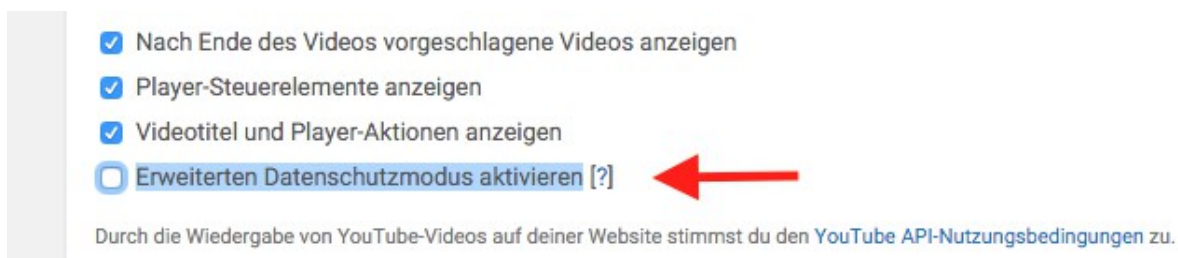 Nach Ende des Videos vorgeschlagene Videos anzeigen
Player-Steuerelemente anzeigen
Videotitel und Player-Aktionen anzeigen
Erweiterten Datenschutzmodus aktivieren [?]
Durch die Wiedergabe von YouTube-Videos auf deiner Website stimmst du den YouTube API-Nutzungsbedingungen zu.